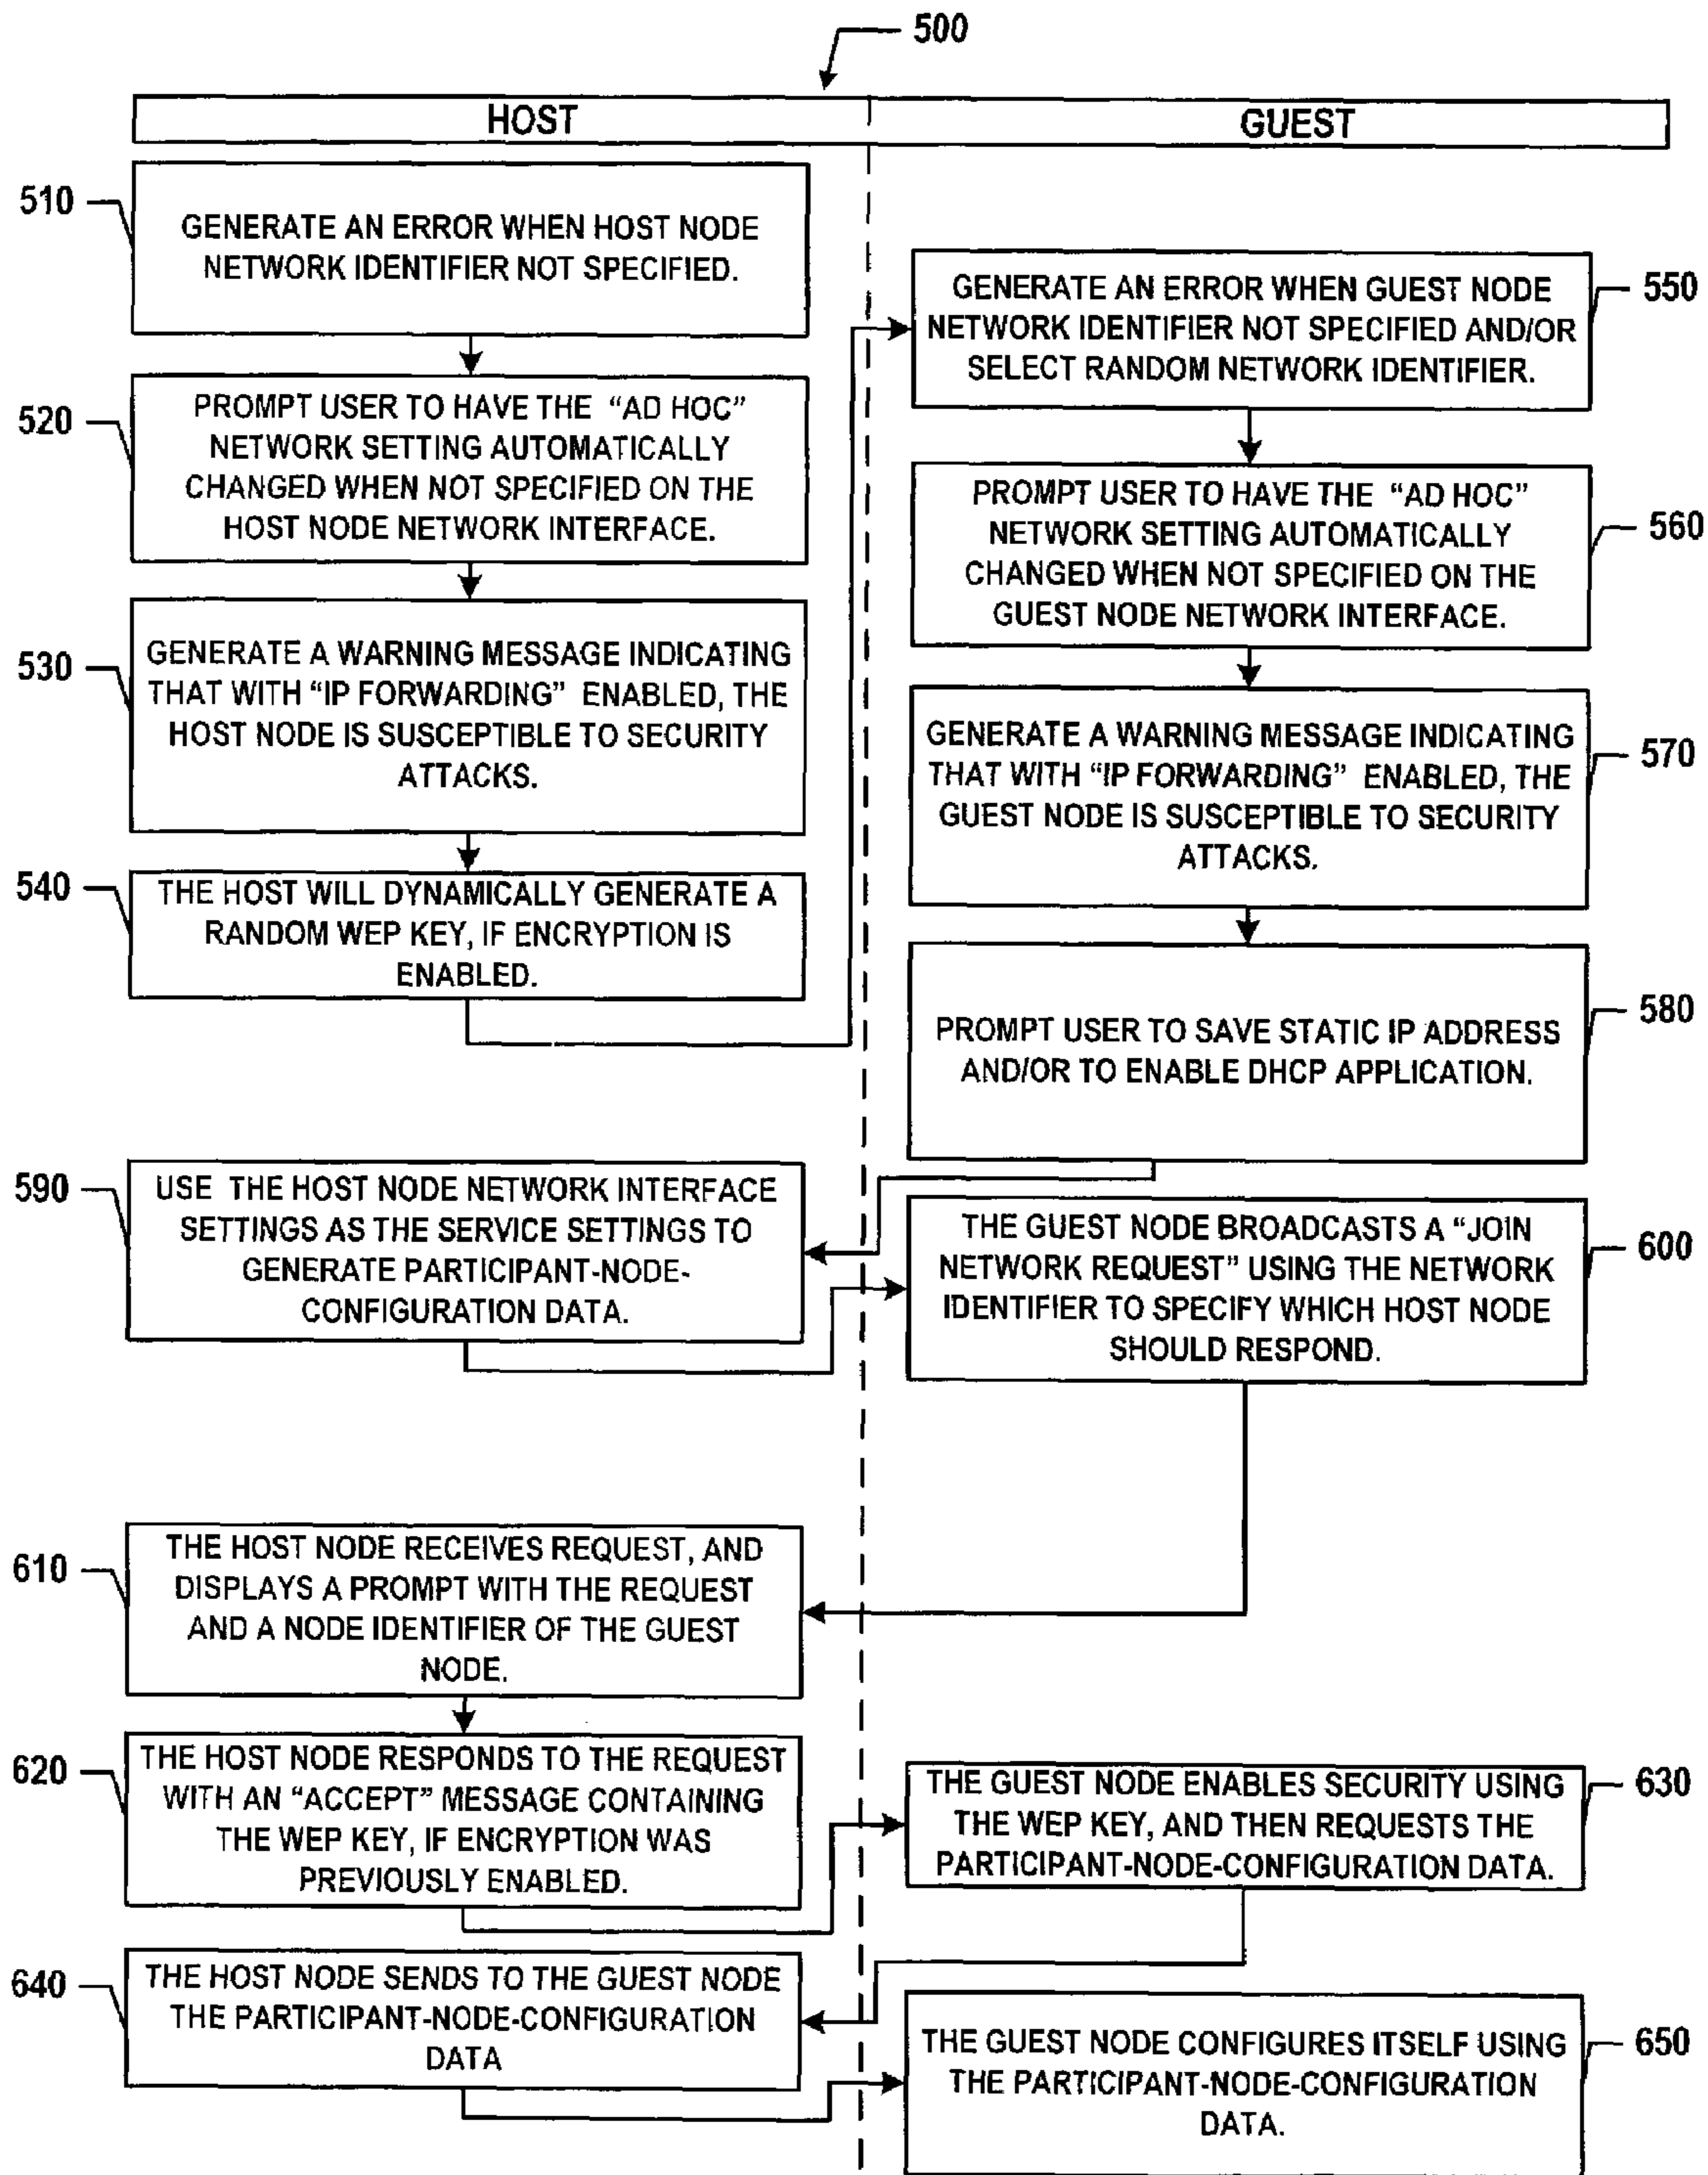 500
HOST
GUEST
510
GENERATE AN ERROR WHEN HOST NODE
NETWORK IDENTIFIER NOT SPECIFIED.
520
PROMPT USER TO HAVE THE “AD HOC”
NETWORK SETTING AUTOMATICALLY
CHANGED WHEN NOT SPECIFIED ON THE
HOST NODE NETWORK INTERFACE.
530
GENERATE A WARNING MESSAGE INDICATING
THAT WITH “IP FORWARDING” ENABLED, THE
HOST NODE IS SUSCEPTIBLE TO SECURITY
ATTACKS.
540
THE HOST WILL DYNAMICALLY GENERATE A
RANDOM WEP KEY, IF ENCRYPTION IS
ENABLED.
550
GENERATE AN ERROR WHEN GUEST NODE
NETWORK IDENTIFIER NOT SPECIFIED AND/OR
SELECT RANDOM NETWORK IDENTIFIER.
560
PROMPT USER TO HAVE THE “AD HOC”
NETWORK SETTING AUTOMATICALLY
CHANGED WHEN NOT SPECIFIED ON THE
GUEST NODE NETWORK INTERFACE.
570
GENERATE A WARNING MESSAGE INDICATING
THAT WITH “IP FORWARDING” ENABLED, THE
GUEST NODE IS SUSCEPTIBLE TO SECURITY
ATTACKS.
580
PROMPT USER TO SAVE STATIC IP ADDRESS
AND/OR TO ENABLE DHCP APPLICATION.
590
USE THE HOST NODE NETWORK INTERFACE
SETTINGS AS THE SERVICE SETTINGS TO
GENERATE PARTICIPANT-NODE-
CONFIGURATION DATA.
600
THE GUEST NODE BROADCASTS A “JOIN
NETWORK REQUEST” USING THE NETWORK
IDENTIFIER TO SPECIFY WHICH HOST NODE
SHOULD RESPOND.
610
THE HOST NODE RECEIVES REQUEST, AND
DISPLAYS A PROMPT WITH THE REQUEST
AND A NODE IDENTIFIER OF THE GUEST
NODE.
620
THE HOST NODE RESPONDS TO THE REQUEST
WITH AN “ACCEPT” MESSAGE CONTAINING
THE WEP KEY, IF ENCRYPTION WAS
PREVIOUSLY ENABLED.
630
THE GUEST NODE ENABLES SECURITY USING
THE WEP KEY, AND THEN REQUESTS THE
PARTICIPANT-NODE-CONFIGURATION DATA.
640
THE HOST NODE SENDS TO THE GUEST NODE
THE PARTICIPANT-NODE-CONFIGURATION
DATA
650
THE GUEST NODE CONFIGURES ITSELF USING
THE PARTICIPANT-NODE-CONFIGURATION
DATA.